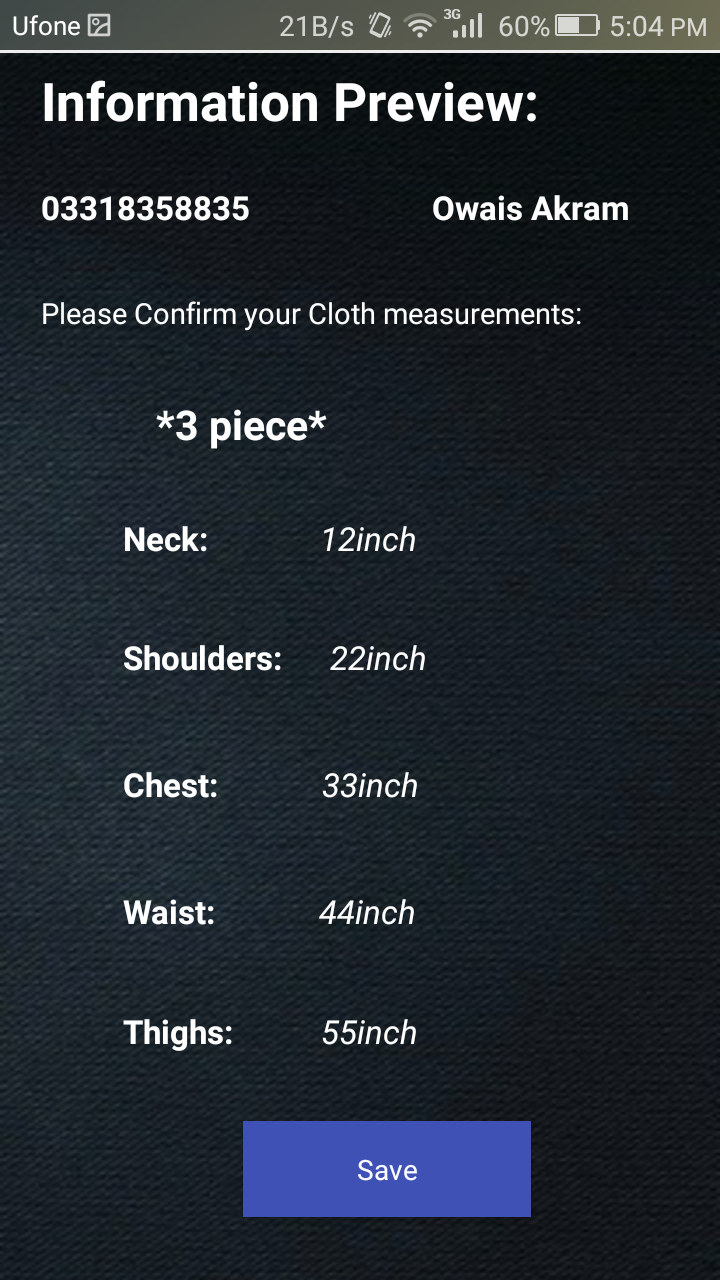 Ufone 21B/s 3G 60% 5:04 PM
Information Preview:
03318358835 Owais Akram
Please Confirm your Cloth measurements:
*3 piece*
Neck: 12inch
Shoulders: 22inch
Chest: 33inch
Waist: 44inch
Thighs: 55inch
Save